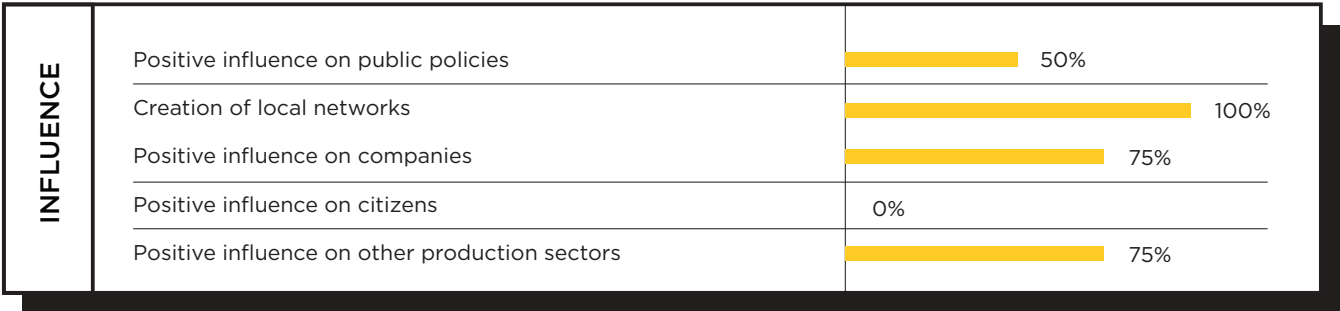 INFLUENCE
Positive influence on public policies 50%
Creation of local networks 100%
Positive influence on companies 75%
Positive influence on citizens 0%
Positive influence on other production sectors 75%